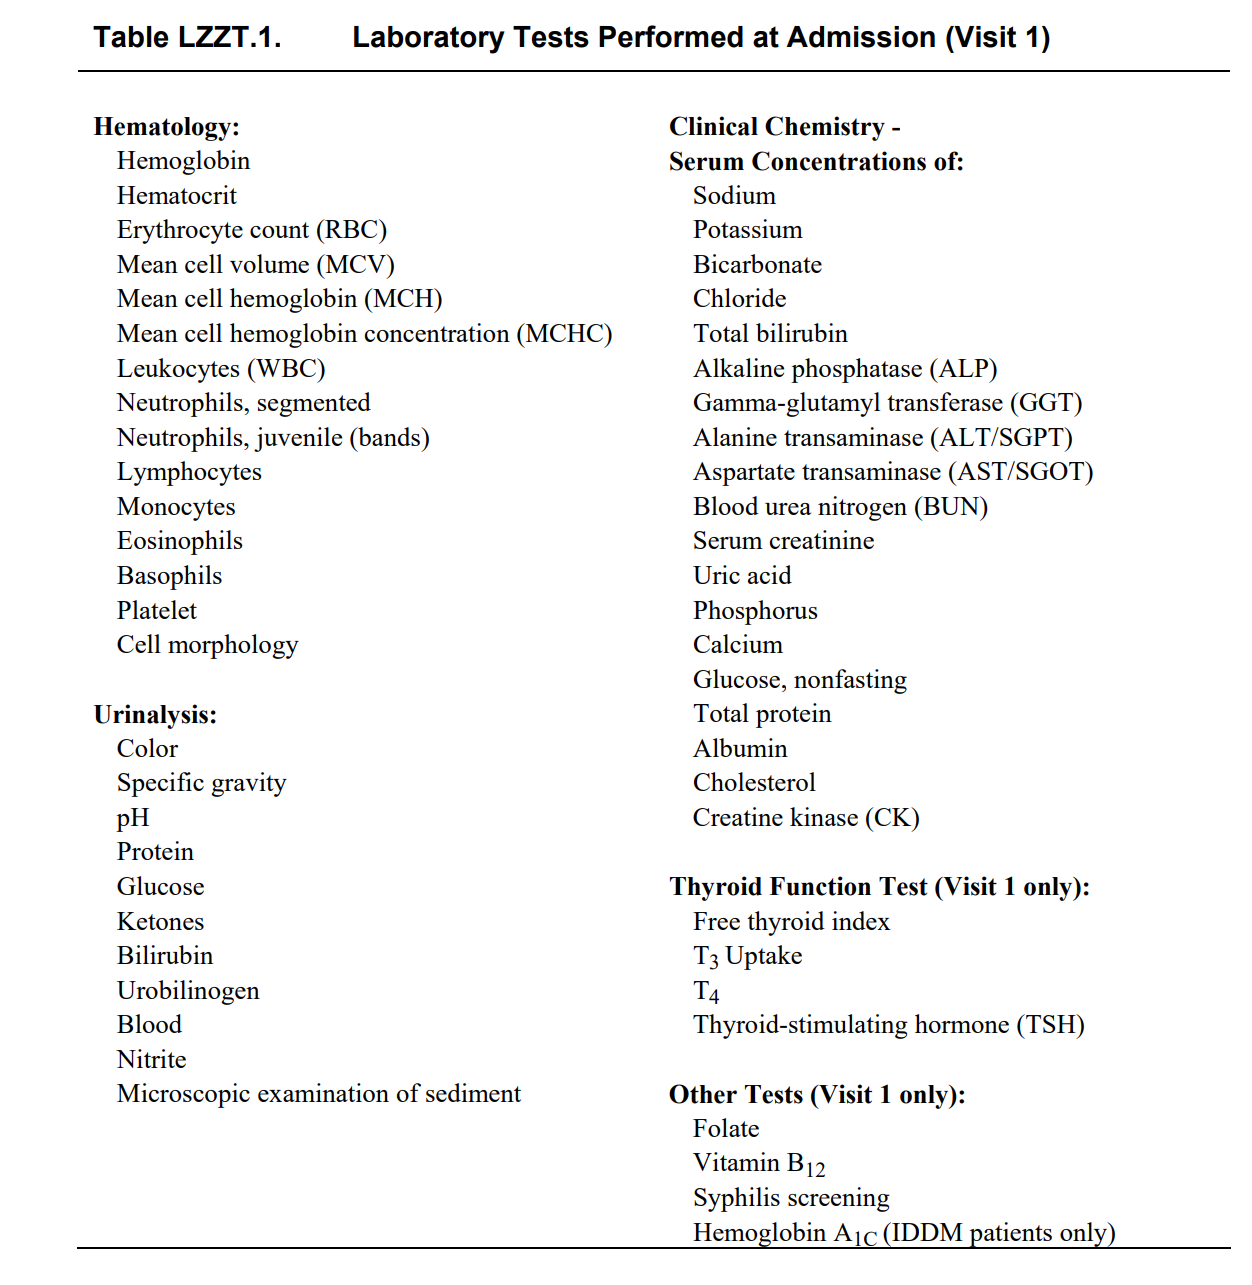 Table LZZT.1. Laboratory Tests Performed at Admission (Visit 1)
Hematology:
Hemoglobin
Hematocrit
Erythrocyte count (RBC)
Mean cell volume (MCV)
Mean cell hemoglobin (MCH)
Mean cell hemoglobin concentration (MCHC)
Leukocytes (WBC)
Neutrophils, segmented
Neutrophils, juvenile (bands)
Lymphocytes
Monocytes
Eosinophils
Basophils
Platelet
Cell morphology
Urinalysis:
Color
Specific gravity
pH
Protein
Glucose
Ketones
Bilirubin
Urobilinogen
Blood
Nitrite
Microscopic examination of sediment
Clinical Chemistry -
Serum Concentrations of:
Sodium
Potassium
Bicarbonate
Chloride
Total bilirubin
Alkaline phosphatase (ALP)
Gamma-glutamyl transferase (GGT)
Alanine transaminase (ALT/SGPT)
Aspartate transaminase (AST/SGOT)
Blood urea nitrogen (BUN)
Serum creatinine
Uric acid
Phosphorus
Calcium
Glucose, nonfasting
Total protein
Albumin
Cholesterol
Creatine kinase (CK)
Thyroid Function Test (Visit 1 only):
Free thyroid index
T3 Uptake
T4
Thyroid-stimulating hormone (TSH)
Other Tests (Visit 1 only):
Folate
Vitamin B12
Syphilis screening
Hemoglobin A1C (IDDM patients only)